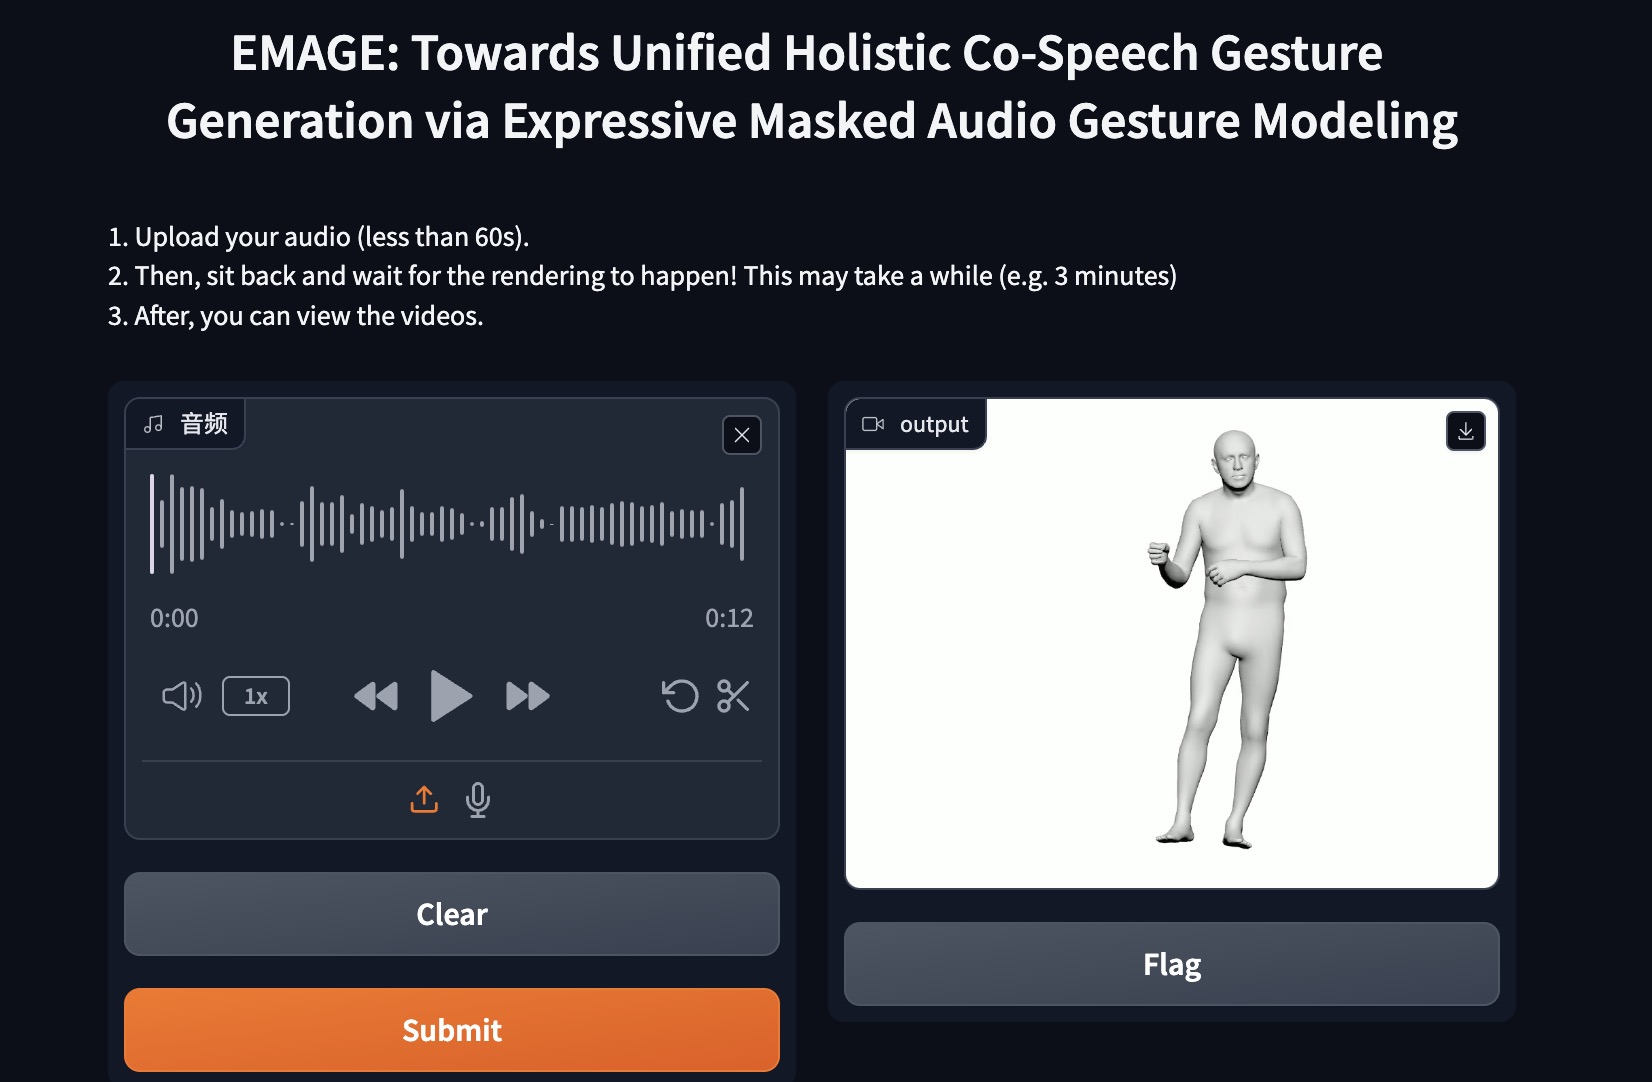 EMAGE: Towards Unified Holistic Co-Speech Gesture
Generation via Expressive Masked Audio Gesture Modeling
1. Upload your audio (less than 60s).
2. Then, sit back and wait for the rendering to happen! This may take a while (e.g. 3 minutes)
3. After, you can view the videos.
音频
output
0:00
0:12
1x
Clear
Flag
Submit